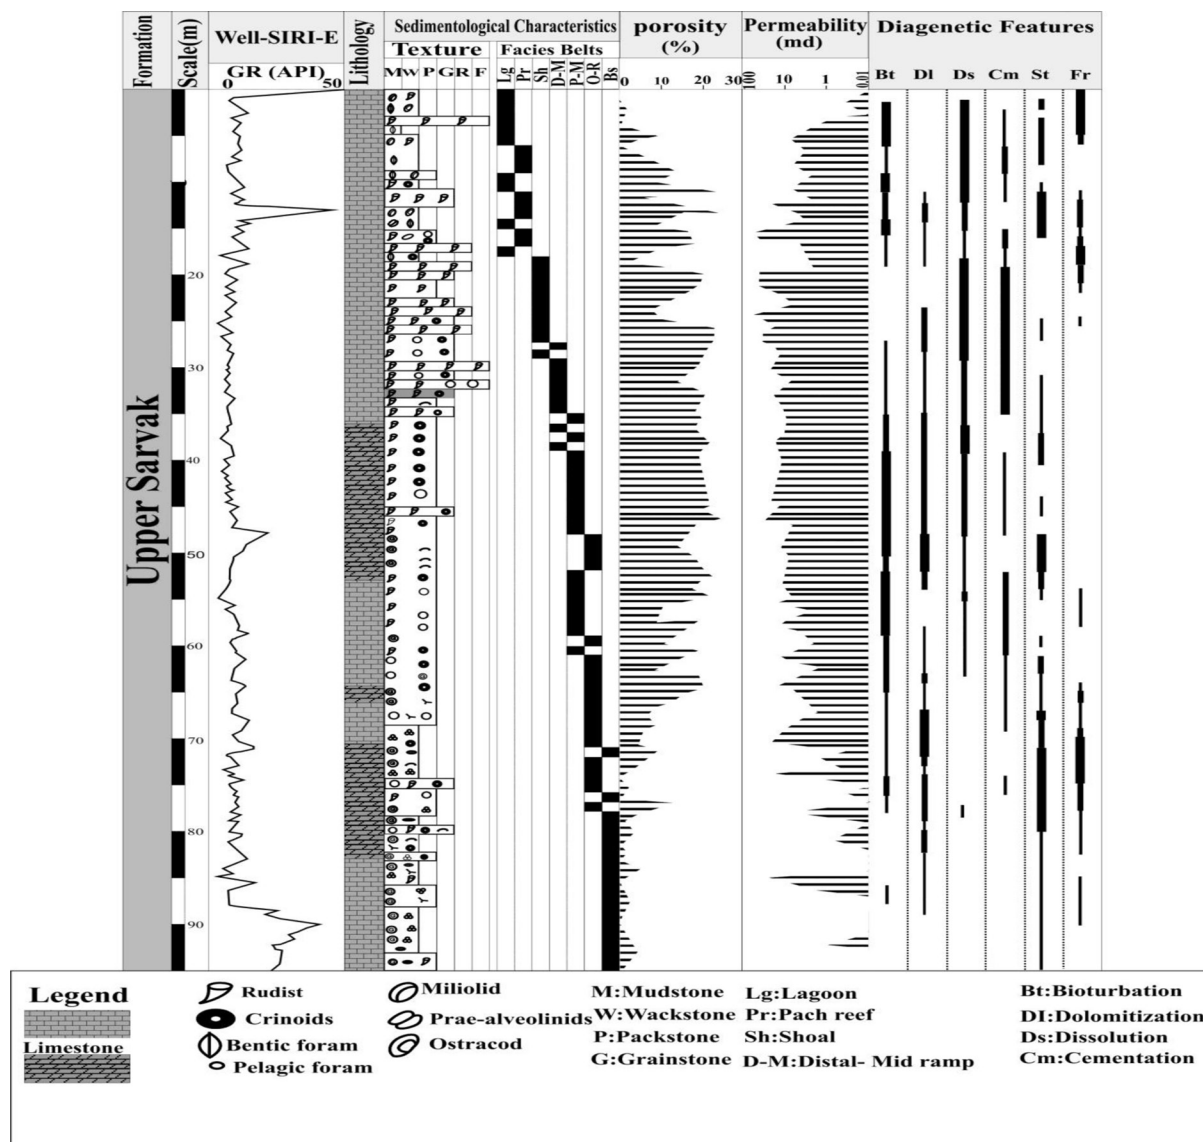 Formation
Scale(m)
Well-SIRI-E
GR (API)
0 50
Lithology
Sedimentological Characteristics
Texture
M W P G R F
Facies Belts
Lg Pr Sh D-M P-M O-R Bs
porosity
(%)
0 10 20 30
Permeability
(md)
100 10 1 0.01
Diagenetic Features
Bt Dl Ds Cm St Fr
Upper Sarvak
20
30
40
50
60
70
80
90
Legend
Limestone
Rudist
Crinoids
Bentic foram
Pelagic foram
Miliolid
Prae-alveolinids
Ostracod
M:Mudstone
W:Wackstone
P:Packstone
G:Grainstone
Lg:Lagoon
Pr:Pach reef
Sh:Shoal
D-M:Distal- Mid ramp
Bt:Bioturbation
Dl:Dolomitization
Ds:Dissolution
Cm:Cementation